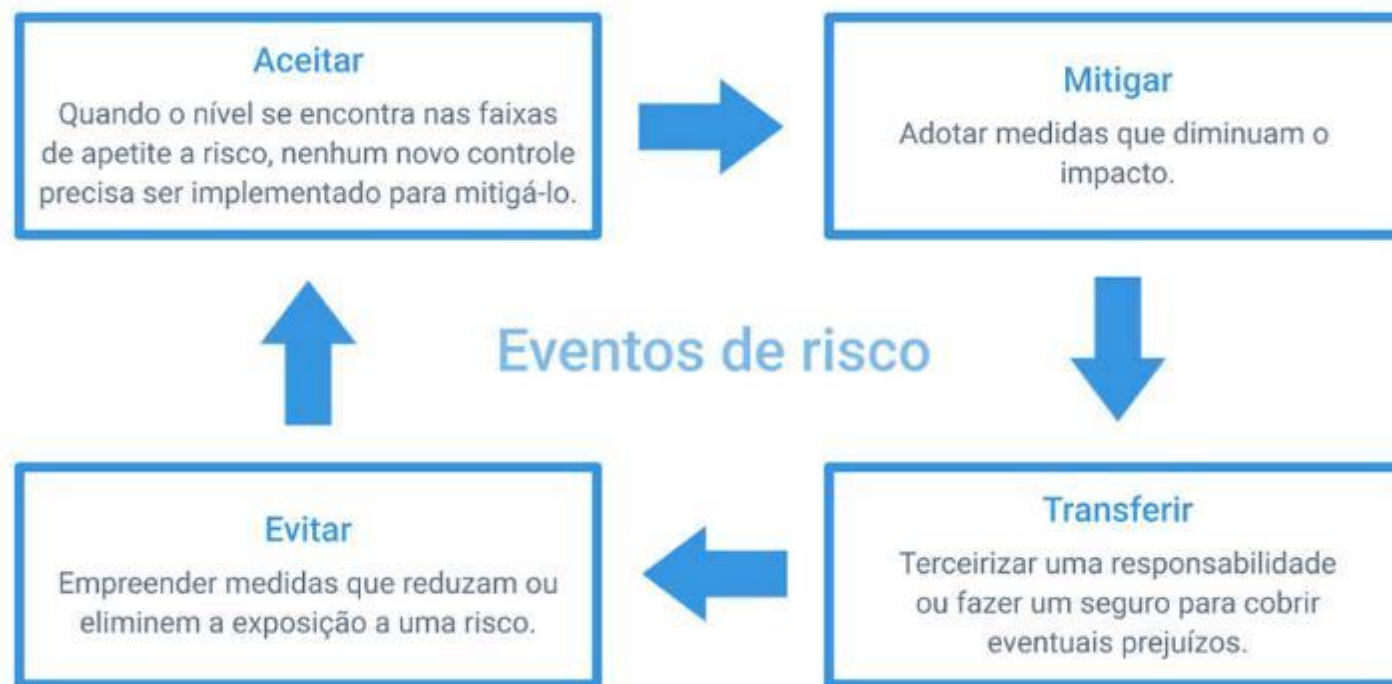 Aceitar
Quando o nível se encontra nas faixas
de apetite a risco, nenhum novo controle
precisa ser implementado para mitigá-lo.
Mitigar
Adotar medidas que diminuam o
impacto.
Eventos de risco
Evitar
Empreender medidas que reduzam ou
eliminem a exposição a uma risco.
Transferir
Terceirizar uma responsabilidade
ou fazer um seguro para cobrir
eventuais prejuízos.